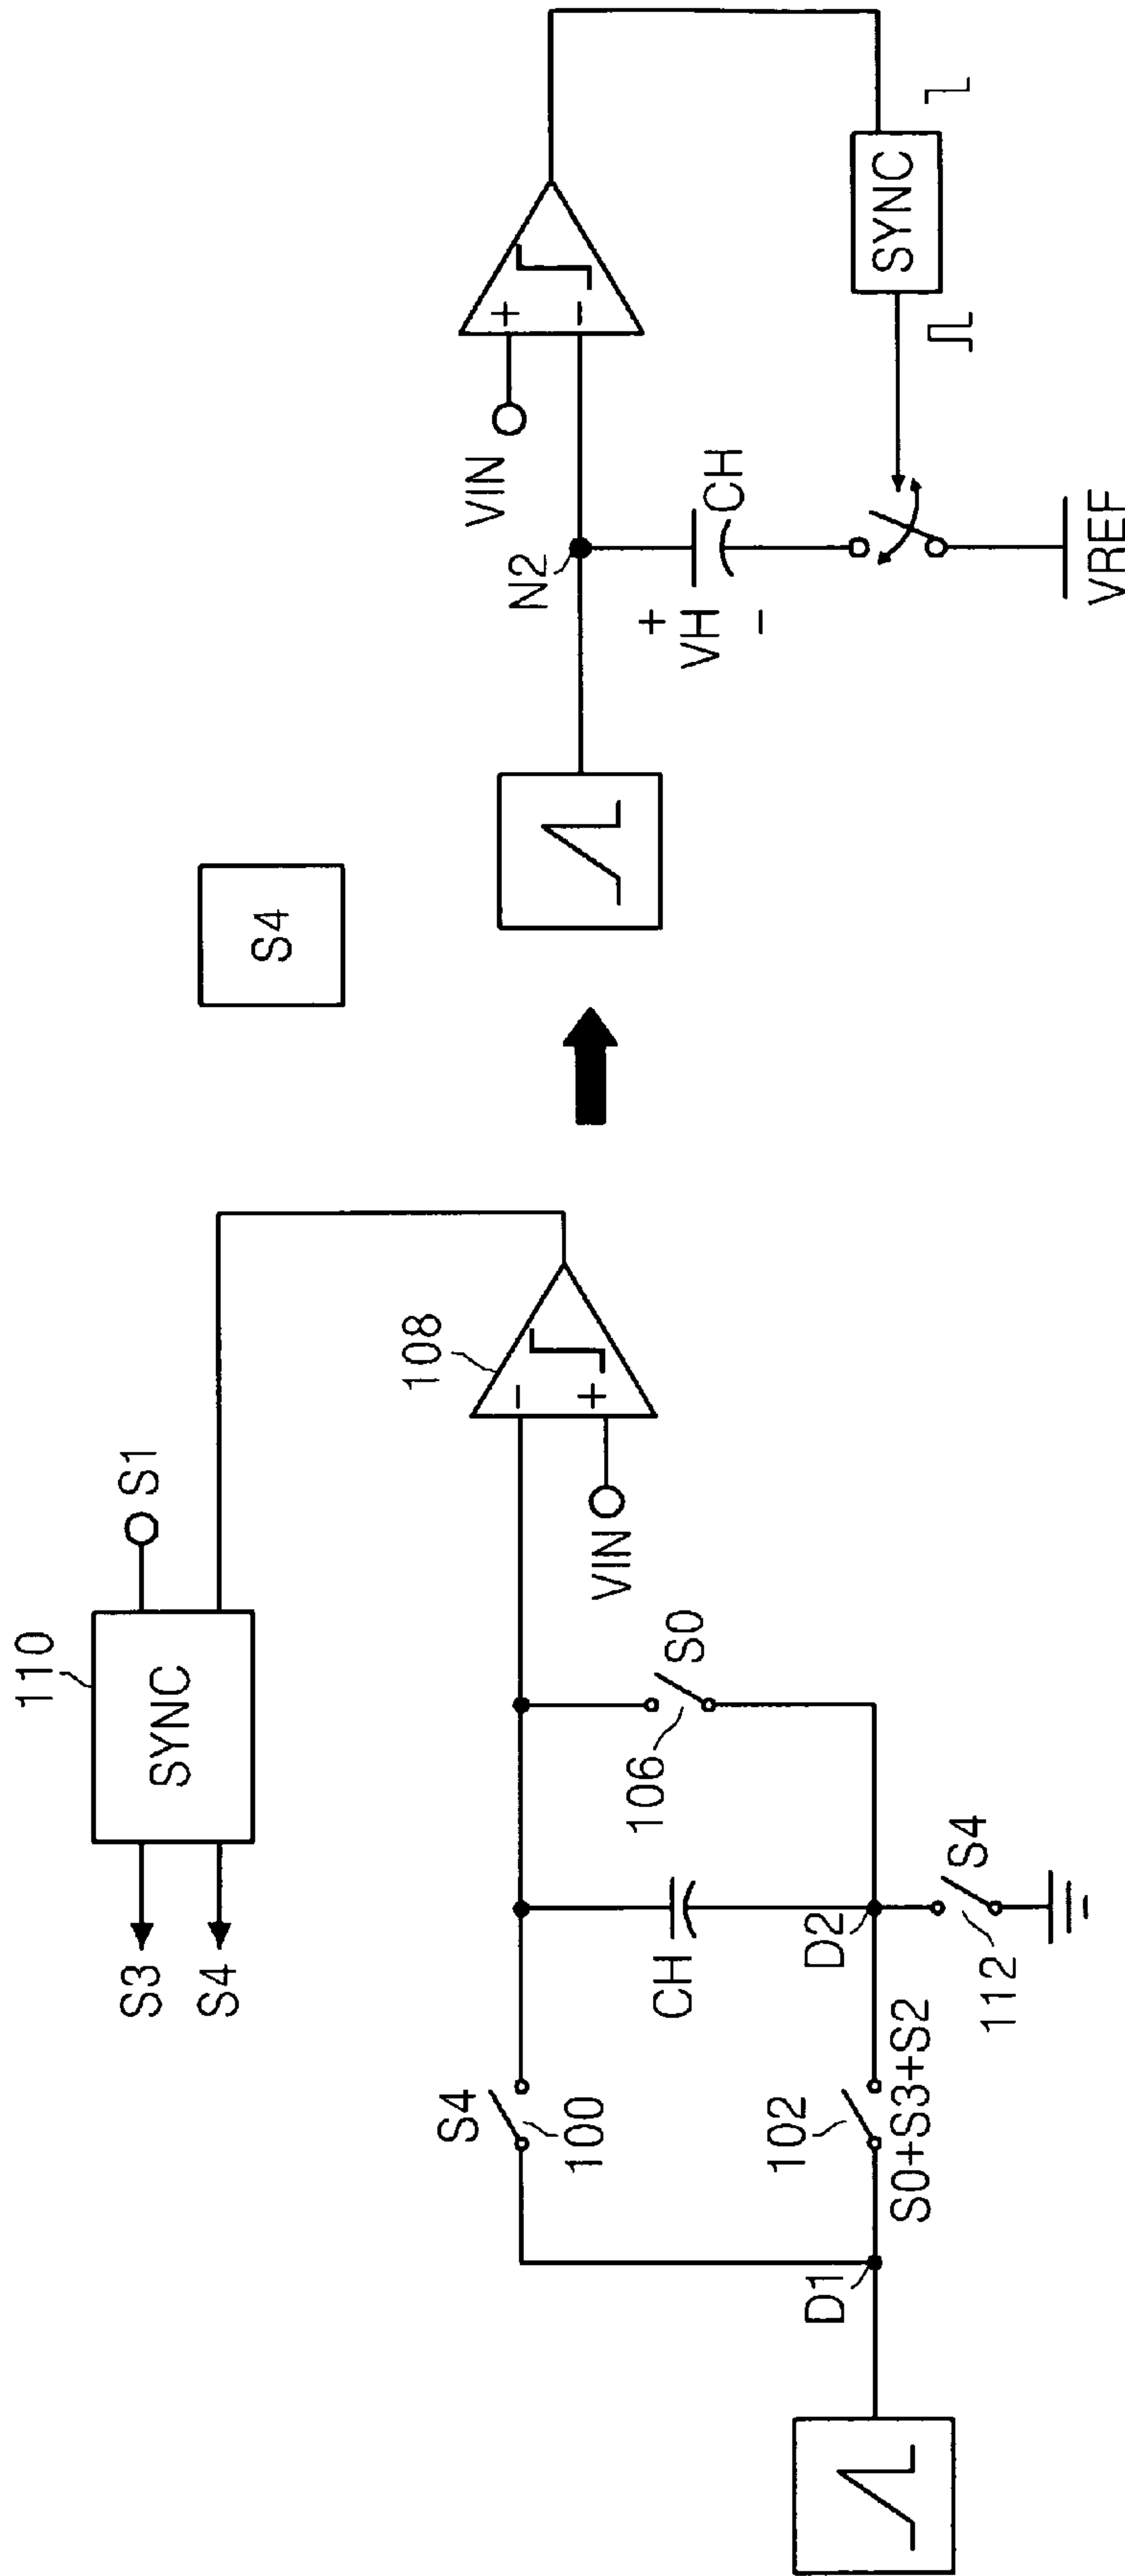 110
SYNC
S1
S3
S4
108
-
+
VIN
S4
100
CH
106
S0
D1
102
S0+S3+S2
D2
112
S4
S4
VIN
+
-
N2
+
VH
-
CH
SYNC
VREF